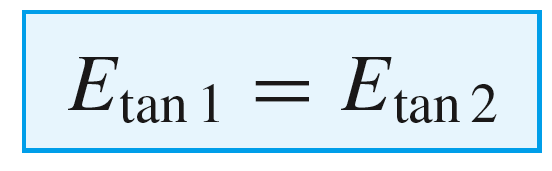 E_tan 1 = E_tan 2